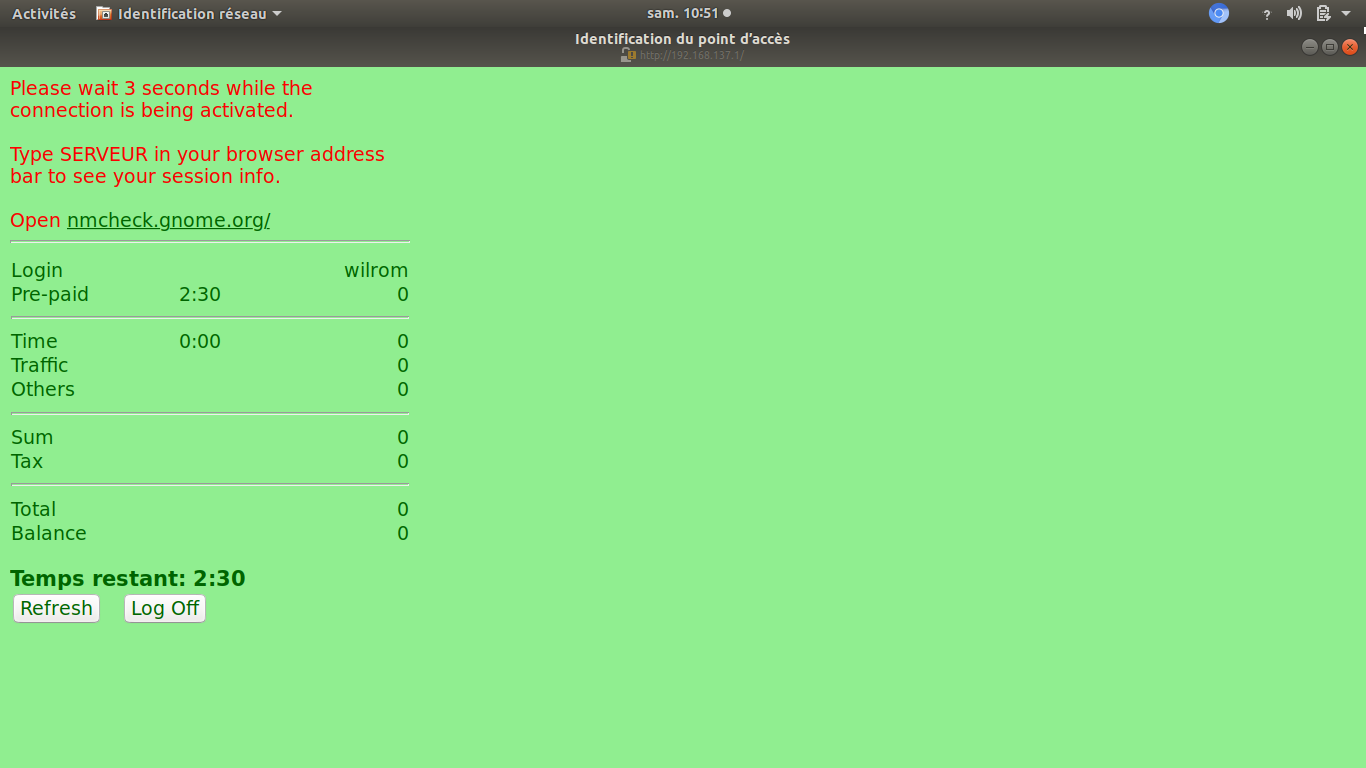 Activités Identification réseau sam. 10:51
Identification du point d'accès
http://192.168.137.1/
Please wait 3 seconds while the
connection is being activated.
Type SERVEUR in your browser address
bar to see your session info.
Open nmcheck.gnome.org/
Login wilrom
Pre-paid 2:30 0
Time 0:00 0
Traffic 0
Others 0
Sum 0
Tax 0
Total 0
Balance 0
Temps restant: 2:30
Refresh Log Off